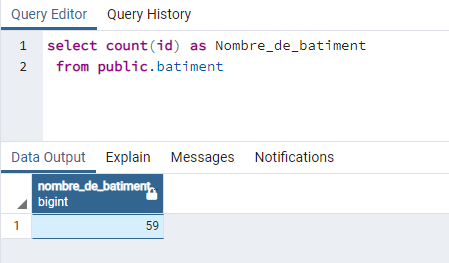 Query Editor Query History
1 select count(id) as Nombre_de_batiment
2 from public.batiment
Data Output Explain Messages Notifications
nombre_de_batiment
bigint
1 59